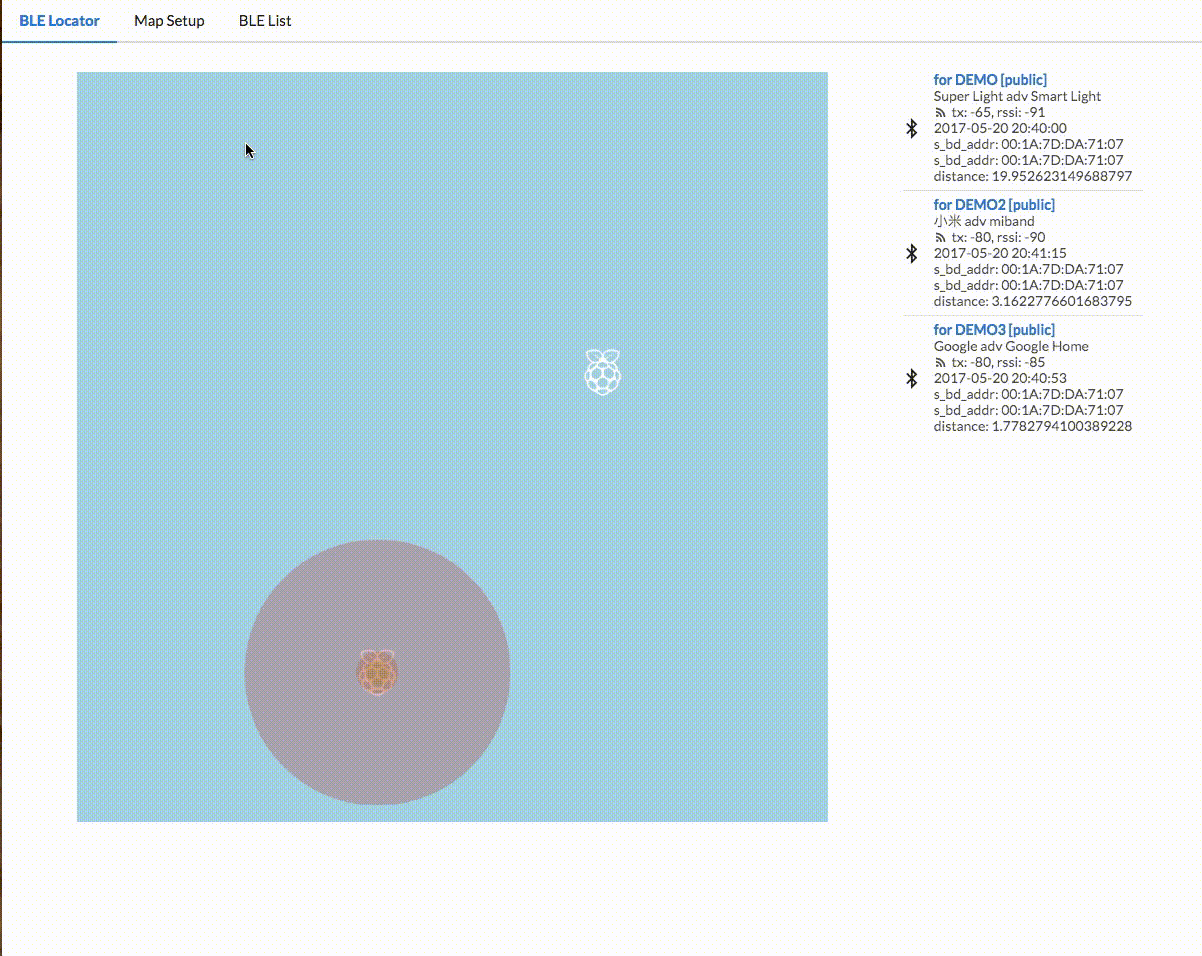 BLE Locator Map Setup BLE List
for DEMO [public]
Super Light adv Smart Light
tx: -65, rssi: -91
2017-05-20 20:40:00
s_bd_addr: 00:1A:7D:DA:71:07
s_bd_addr: 00:1A:7D:DA:71:07
distance: 19.952623149688797
for DEMO2 [public]
小米 adv miband
tx: -80, rssi: -90
2017-05-20 20:41:15
s_bd_addr: 00:1A:7D:DA:71:07
s_bd_addr: 00:1A:7D:DA:71:07
distance: 3.1622776601683795
for DEMO3 [public]
Google adv Google Home
tx: -80, rssi: -85
2017-05-20 20:40:53
s_bd_addr: 00:1A:7D:DA:71:07
s_bd_addr: 00:1A:7D:DA:71:07
distance: 1.7782794100389228